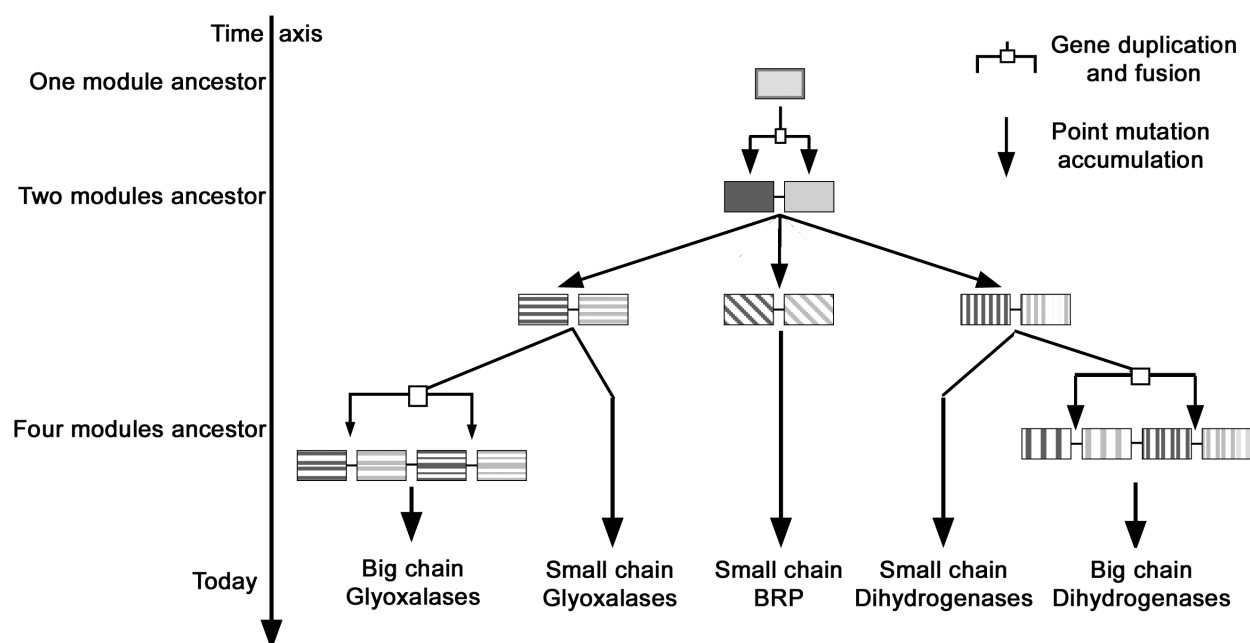 Time axis
One module ancestor
Gene duplication
and fusion
Point mutation
accumulation
Two modules ancestor
Four modules ancestor
Today
Big chain
Glyoxalases
Small chain
Glyoxalases
Small chain
BRP
Small chain
Dihydrogenases
Big chain
Dihydrogenases